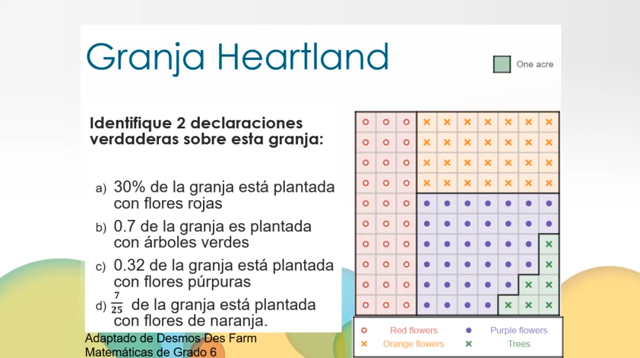 Granja Heartland
One acre
Identifique 2 declaraciones
verdaderas sobre esta granja:
a) 30% de la granja está plantada
con flores rojas
b) 0.7 de la granja es plantada
con árboles verdes
c) 0.32 de la granja está plantada
con flores púrpuras
d) 7/25 de la granja está plantada
con flores de naranja.
Adaptado de Desmos Des Farm
Matemáticas de Grado 6
Red flowers
Purple flowers
Orange flowers
Trees